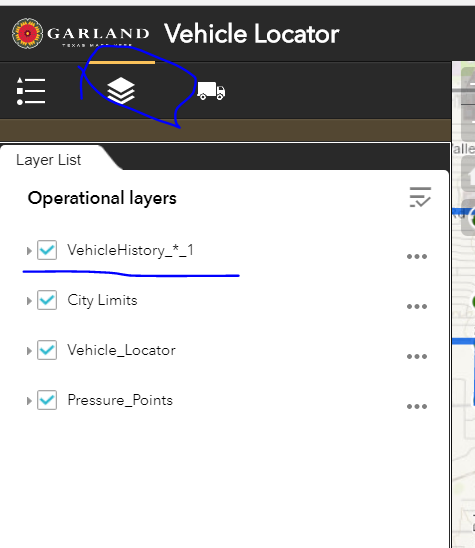 GARLAND Vehicle Locator
TEXAS MADE HERE
Layer List
Operational layers
VehicleHistory_*_1
City Limits
Vehicle_Locator
Pressure_Points